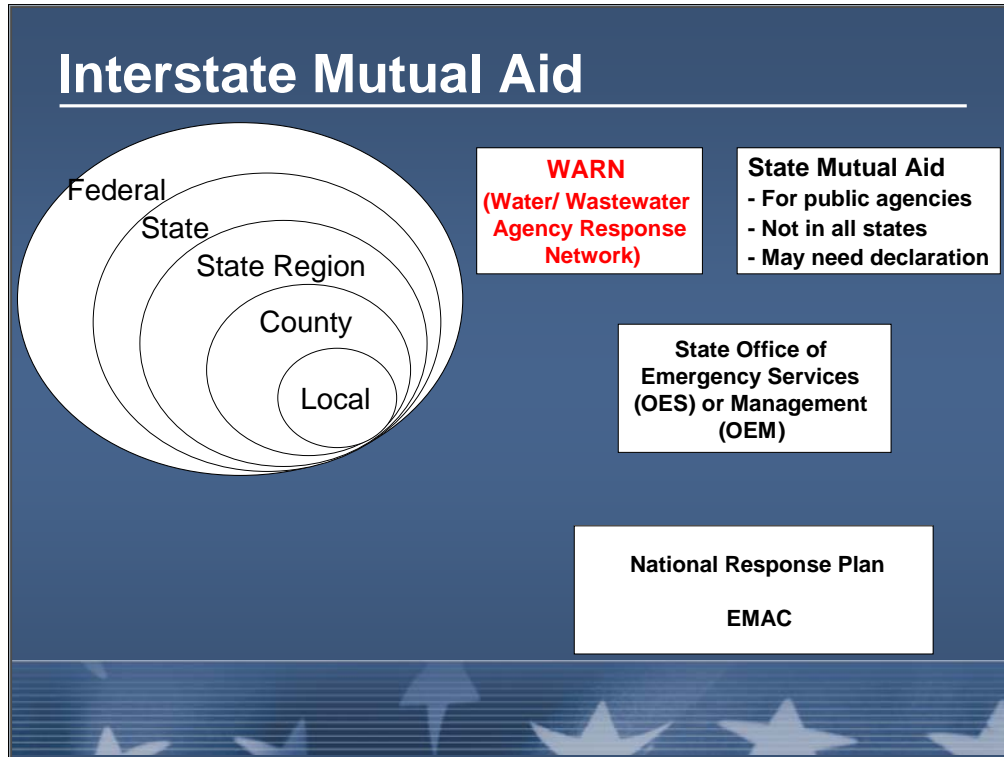 Interstate Mutual Aid
Federal
State
State Region
County
Local
WARN
(Water/ Wastewater
Agency Response
Network)
State Mutual Aid
- For public agencies
- Not in all states
- May need declaration
State Office of
Emergency Services
(OES) or Management
(OEM)
National Response Plan
EMAC